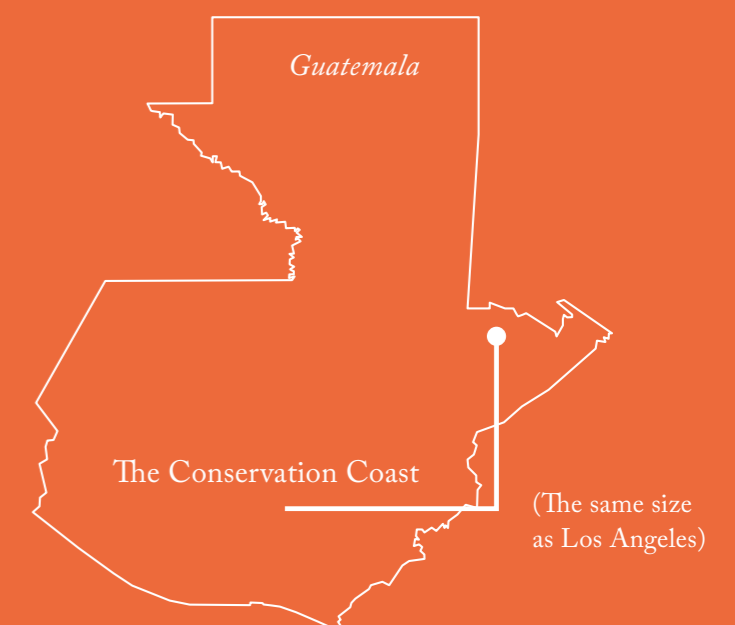 Guatemala
The Conservation Coast
(The same size
as Los Angeles)